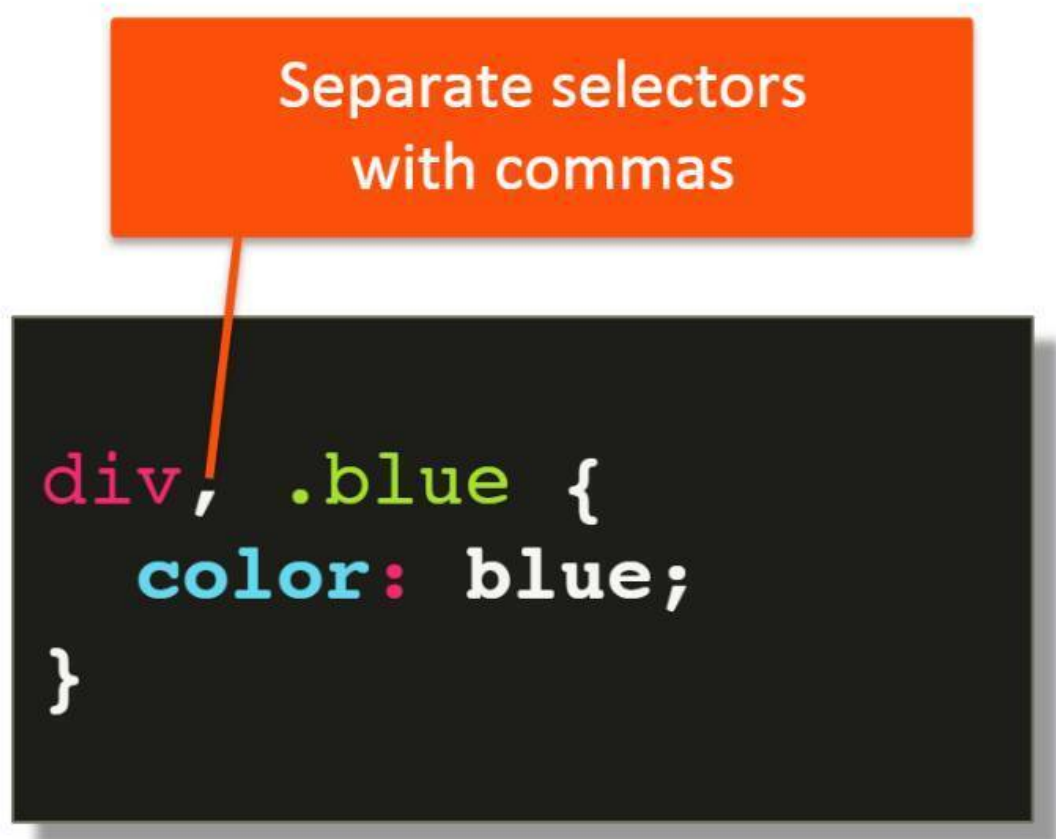 Separate selectors
with commas
div, .blue {
  color: blue;
}